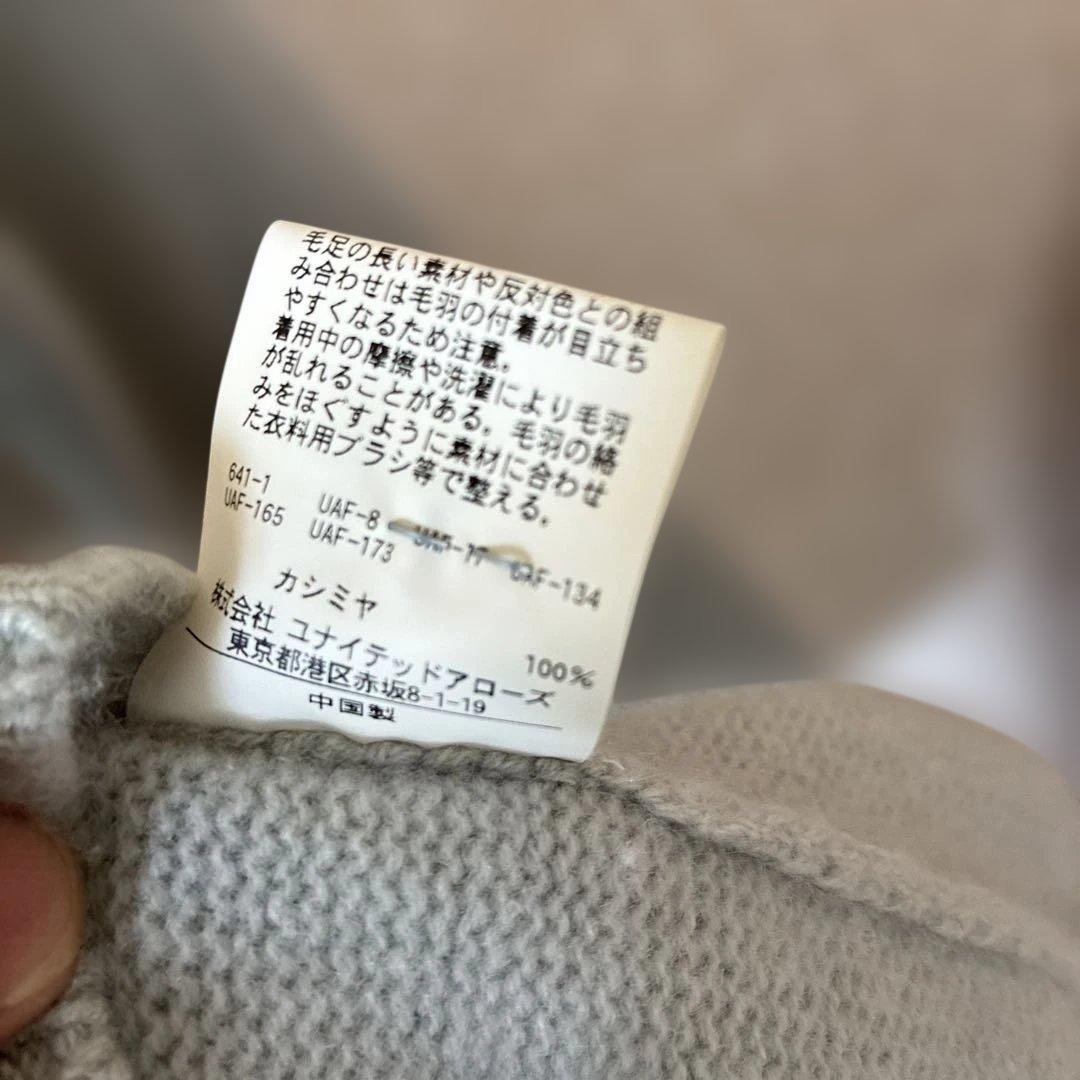 毛足の長い素材や反対色との組
み合わせは毛羽の付着が目立ち
やすくなるため注意。
着用中の摩擦や洗濯により毛羽
が乱れることがある。毛羽の絡
みをほぐすように素材に合わせ
た衣料用ブラシ等で整える。
641-1
UAF-8 UAF-134
UAF-165 UAF-173
カシミヤ 100%
株式会社 ユナイテッドアローズ
東京都港区赤坂8-1-19
中国製